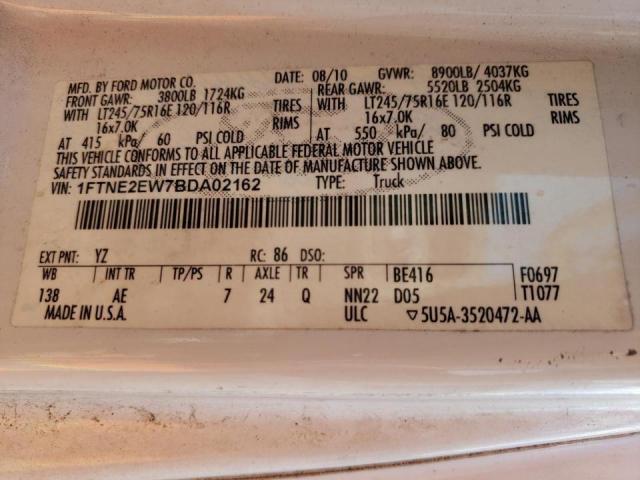 MFD. BY FORD MOTOR CO. DATE: 08/10 GVWR: 8900LB/ 4037KG
FRONT GAWR: 3800LB 1724KG REAR GAWR: 5520LB 2504KG
WITH LT245/75R16E 120/116R TIRES WITH LT245/75R16E 120/116R TIRES
16x7.0K RIMS 16x7.0K RIMS
AT 415 kPa/ 60 PSI COLD AT 550 kPa/ 80 PSI COLD
THIS VEHICLE CONFORMS TO ALL APPLICABLE FEDERAL MOTOR VEHICLE
SAFETY STANDARDS IN EFFECT ON THE DATE OF MANUFACTURE SHOWN ABOVE.
VIN: 1FTNE2EW7BDA02162 TYPE: Truck
EXT PNT: YZ RC: 86 DSO:
WB INT TR TP/PS R AXLE TR SPR BE416 F0697
138 AE 7 24 Q NN22 D05 T1077
MADE IN U.S.A. ULC ▽5U5A-3520472-AA